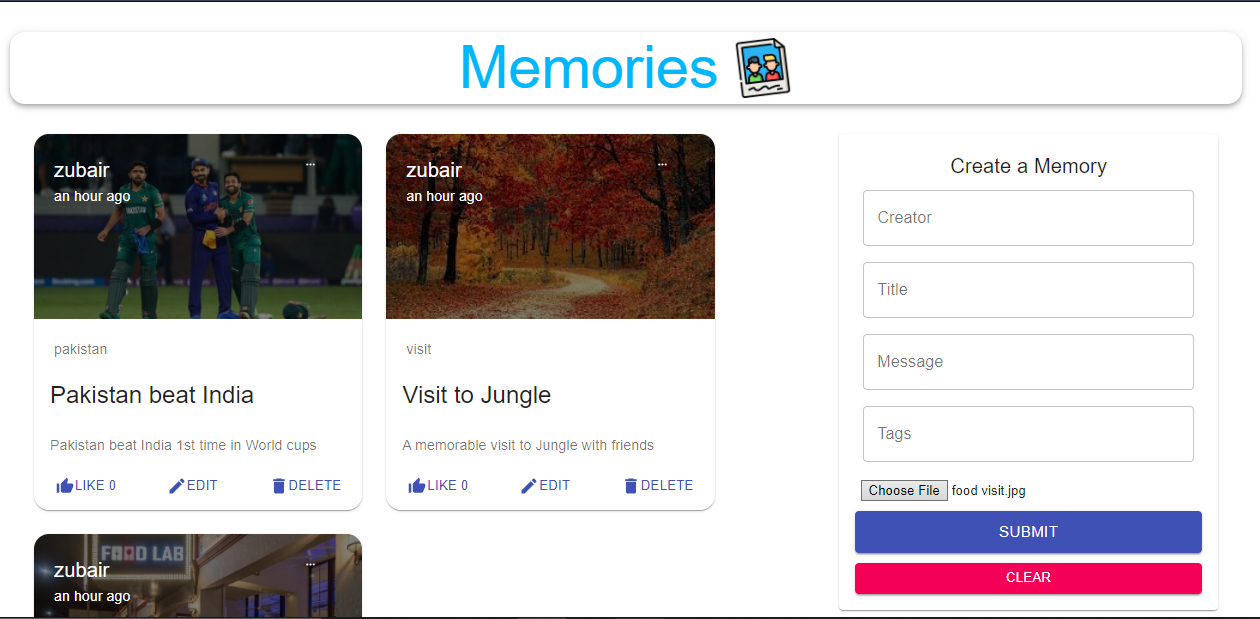 Memories
zubair
an hour ago
pakistan
Pakistan beat India
Pakistan beat India 1st time in World cups
LIKE 0
EDIT
DELETE
zubair
an hour ago
visit
Visit to Jungle
A memorable visit to Jungle with friends
LIKE 0
EDIT
DELETE
FOOD LAB
zubair
an hour ago
Create a Memory
Creator
Title
Message
Tags
Choose File food visit.jpg
SUBMIT
CLEAR